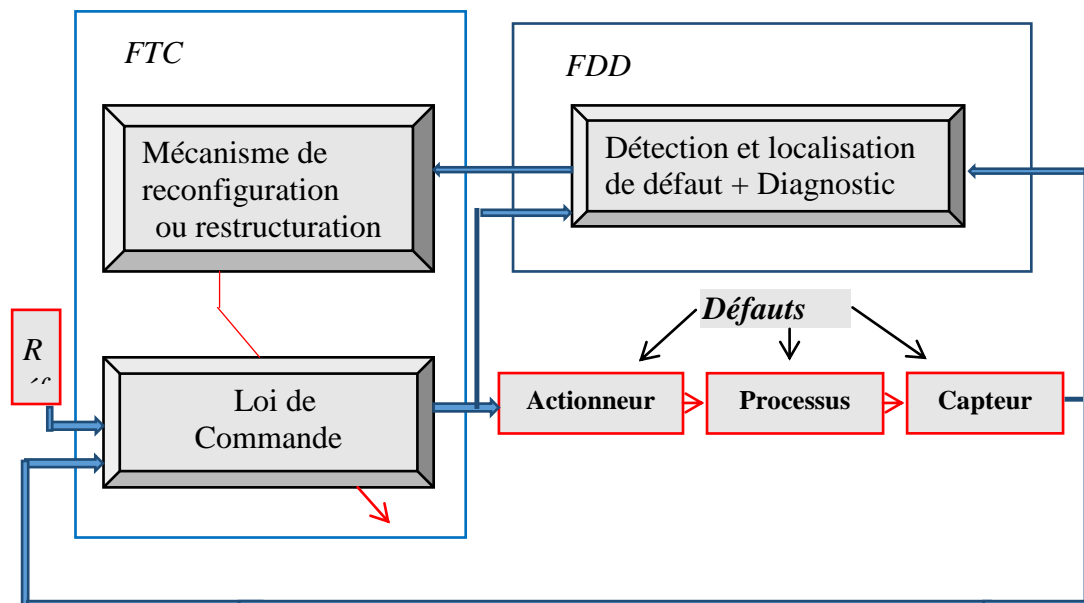 FTC
FDD
Mécanisme de
reconfiguration
ou restructuration
Détection et localisation
de défaut + Diagnostic
Défauts
R
Loi de
Commande
Actionneur
Processus
Capteur